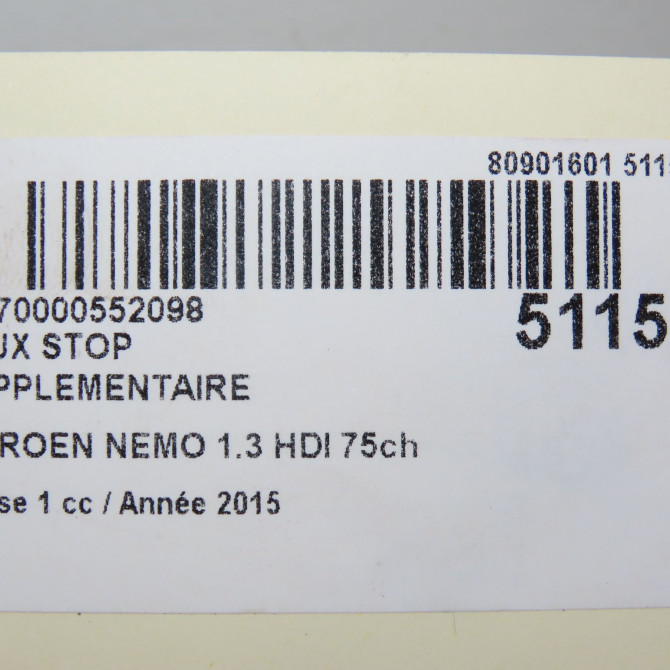 80901601 511
70000552098
5115
UX STOP
PPLEMENTAIRE
ROEN NEMO 1.3 HDI 75ch
se 1 cc / Année 2015